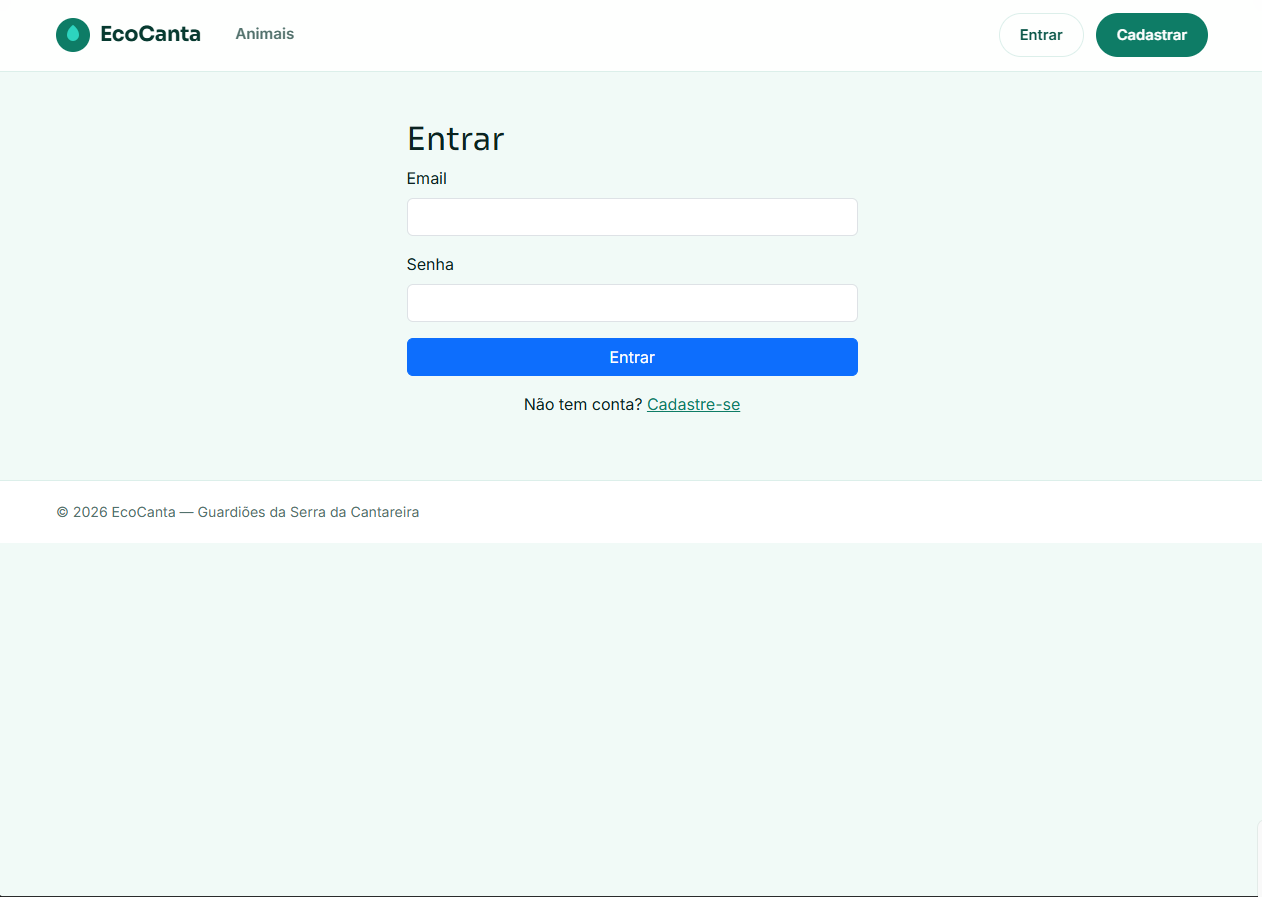 EcoCanta
Animais
Entrar
Cadastrar
Entrar
Email
Senha
Entrar
Não tem conta? Cadastre-se
© 2026 EcoCanta — Guardiões da Serra da Cantareira